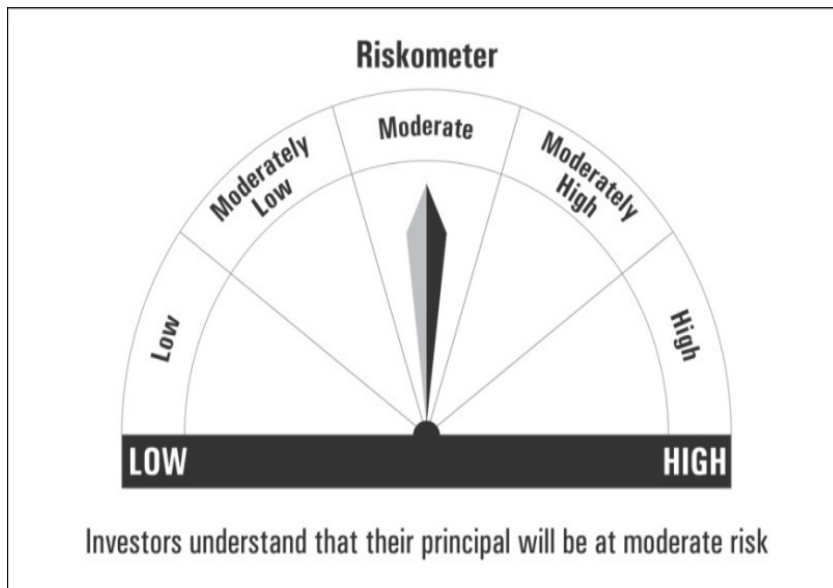 Riskometer
Moderate
Moderately
Low
Moderately
High
Low
High
LOW
HIGH
Investors understand that their principal will be at moderate risk